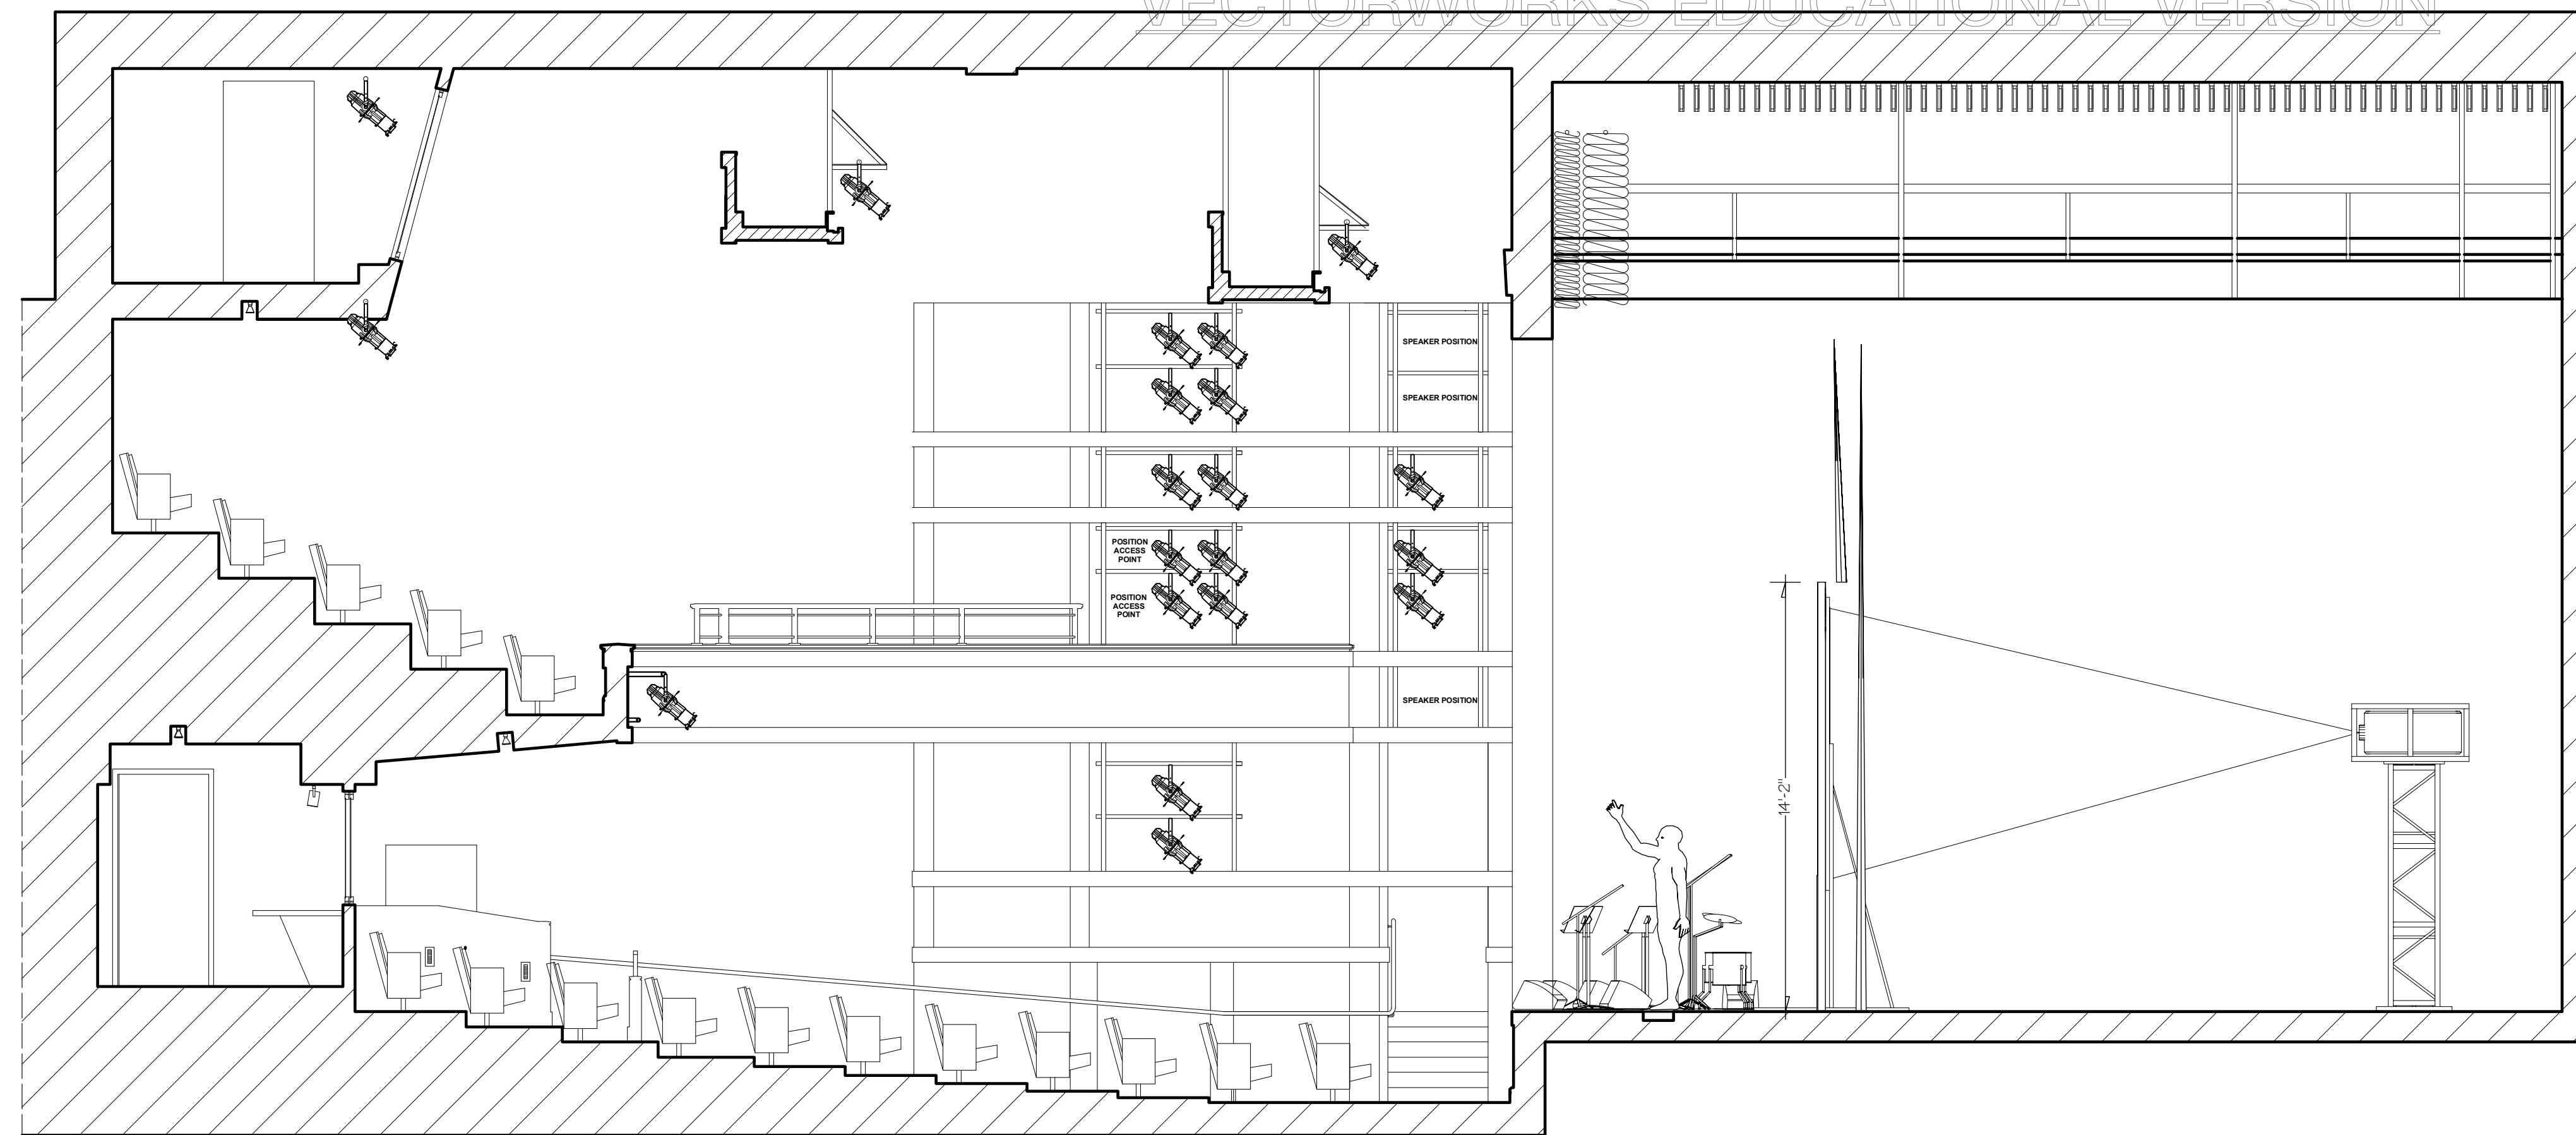 VECTORWORKS EDUCATIONAL VERSION
SPEAKER POSITION
SPEAKER POSITION
POSITION
ACCESS
POINT
POSITION
ACCESS
POINT
SPEAKER POSITION
14'-2"